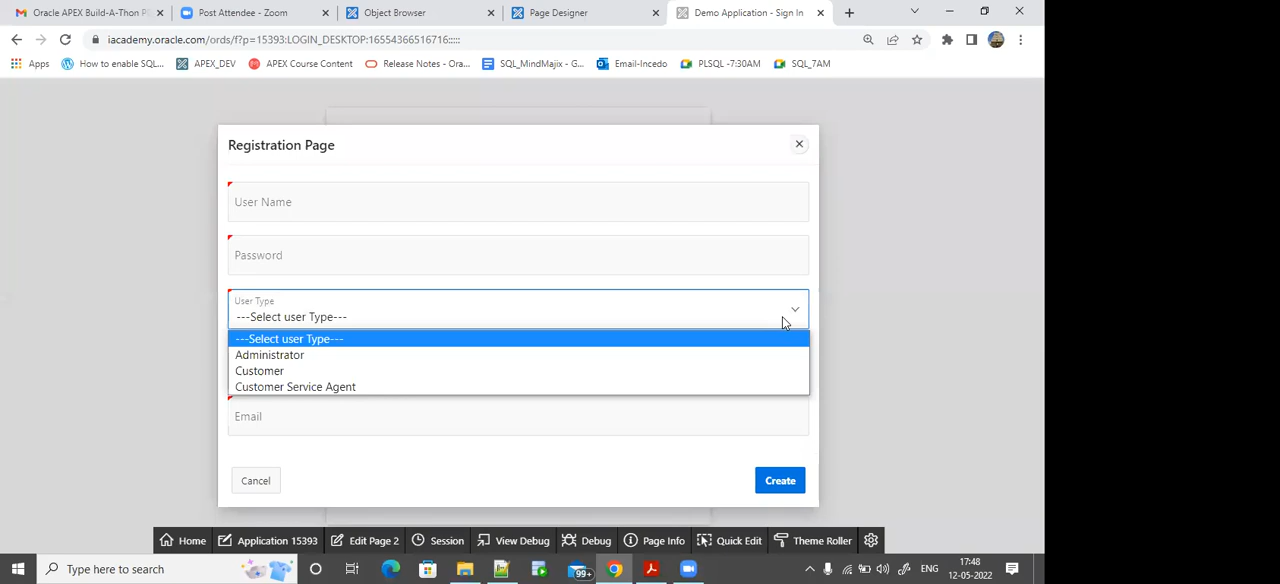 Oracle APEX Build-A-Thon P
Post Attendee - Zoom
Object Browser
Page Designer
Demo Application - Sign In
iacademy.oracle.com/ords/f?p=15393:LOGIN_DESKTOP:16554366516716:::::
Apps
How to enable SQL...
APEX_DEV
APEX Course Content
Release Notes - Ora...
SQL_MindMajix - G...
Email-Incedo
PLSQL -7:30AM
SQL_7AM
Registration Page
User Name
Password
User Type
---Select user Type---
---Select user Type---
Administrator
Customer
Customer Service Agent
Email
Cancel
Create
Home
Application 15393
Edit Page 2
Session
View Debug
Debug
Page Info
Quick Edit
Theme Roller
Type here to search
99+
ENG
17:48
12-05-2022